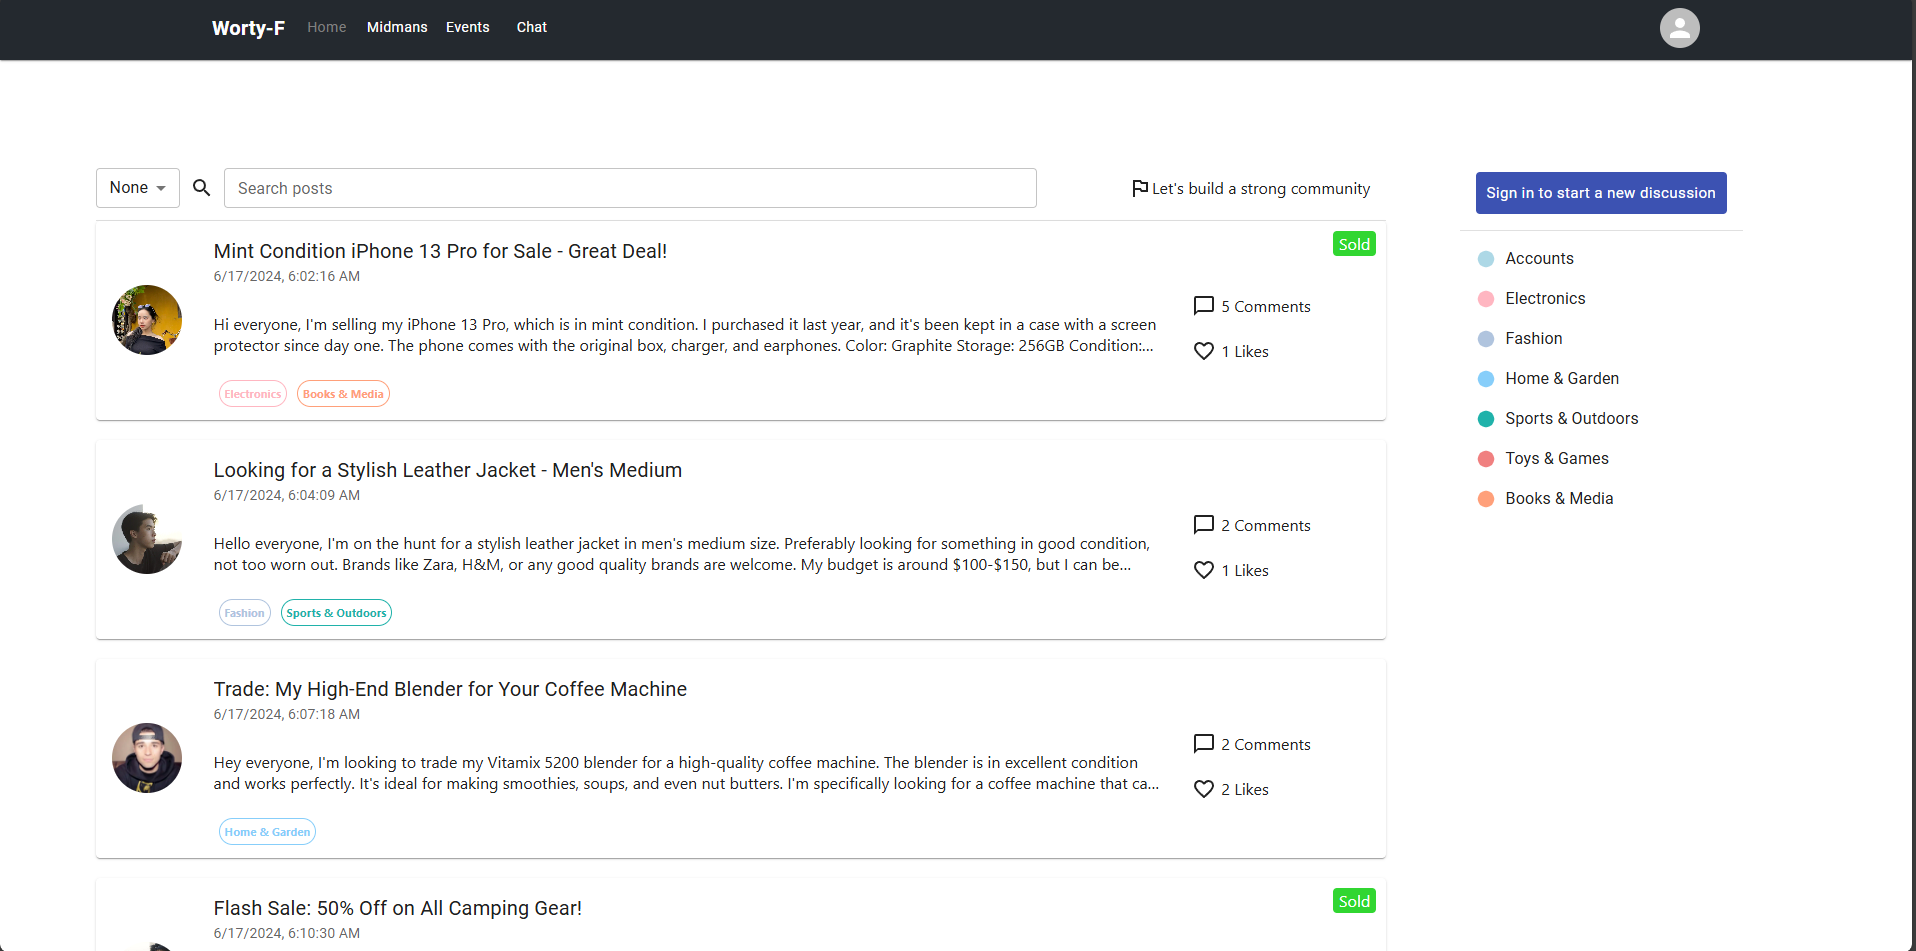 Worty-F Home Midmans Events Chat
None Search posts Let's build a strong community
Sign in to start a new discussion
Mint Condition iPhone 13 Pro for Sale - Great Deal! Sold
6/17/2024, 6:02:16 AM
Hi everyone, I'm selling my iPhone 13 Pro, which is in mint condition. I purchased it last year, and it's been kept in a case with a screen
protector since day one. The phone comes with the original box, charger, and earphones. Color: Graphite Storage: 256GB Condition:...
5 Comments
1 Likes
Electronics Books & Media
Looking for a Stylish Leather Jacket - Men's Medium
6/17/2024, 6:04:09 AM
Hello everyone, I'm on the hunt for a stylish leather jacket in men's medium size. Preferably looking for something in good condition,
not too worn out. Brands like Zara, H&M, or any good quality brands are welcome. My budget is around $100-$150, but I can be...
2 Comments
1 Likes
Fashion Sports & Outdoors
Trade: My High-End Blender for Your Coffee Machine
6/17/2024, 6:07:18 AM
Hey everyone, I'm looking to trade my Vitamix 5200 blender for a high-quality coffee machine. The blender is in excellent condition
and works perfectly. It's ideal for making smoothies, soups, and even nut butters. I'm specifically looking for a coffee machine that ca...
2 Comments
2 Likes
Home & Garden
Flash Sale: 50% Off on All Camping Gear! Sold
6/17/2024, 6:10:30 AM
Accounts
Electronics
Fashion
Home & Garden
Sports & Outdoors
Toys & Games
Books & Media